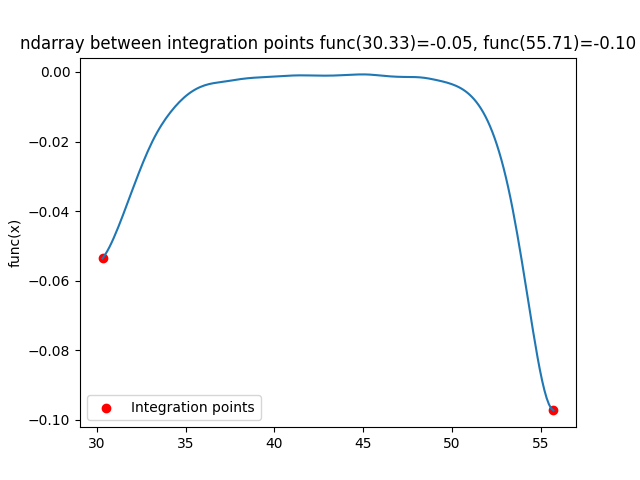 ndarray between integration points func(30.33)=-0.05, func(55.71)=-0.10
func(x)
0.00
−0.02
−0.04
−0.06
−0.08
−0.10
Integration points
30 35 40 45 50 55